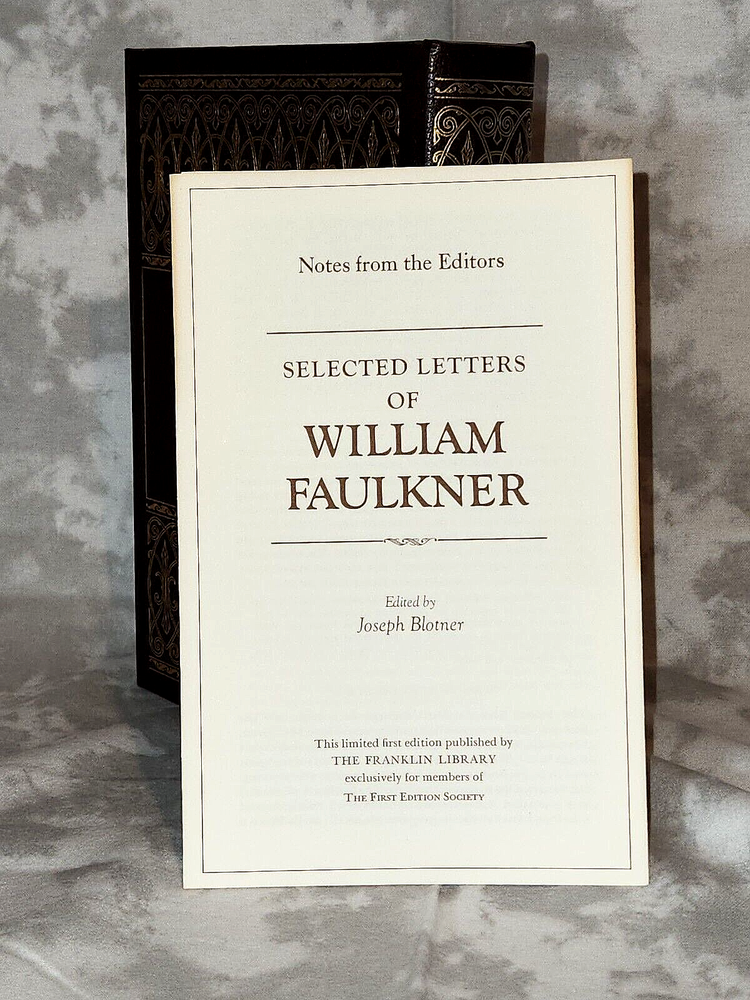 Notes from the Editors
SELECTED LETTERS
OF
WILLIAM
FAULKNER
Edited by
Joseph Blotner
This limited first edition published by
THE FRANKLIN LIBRARY
exclusively for members of
THE FIRST EDITION SOCIETY